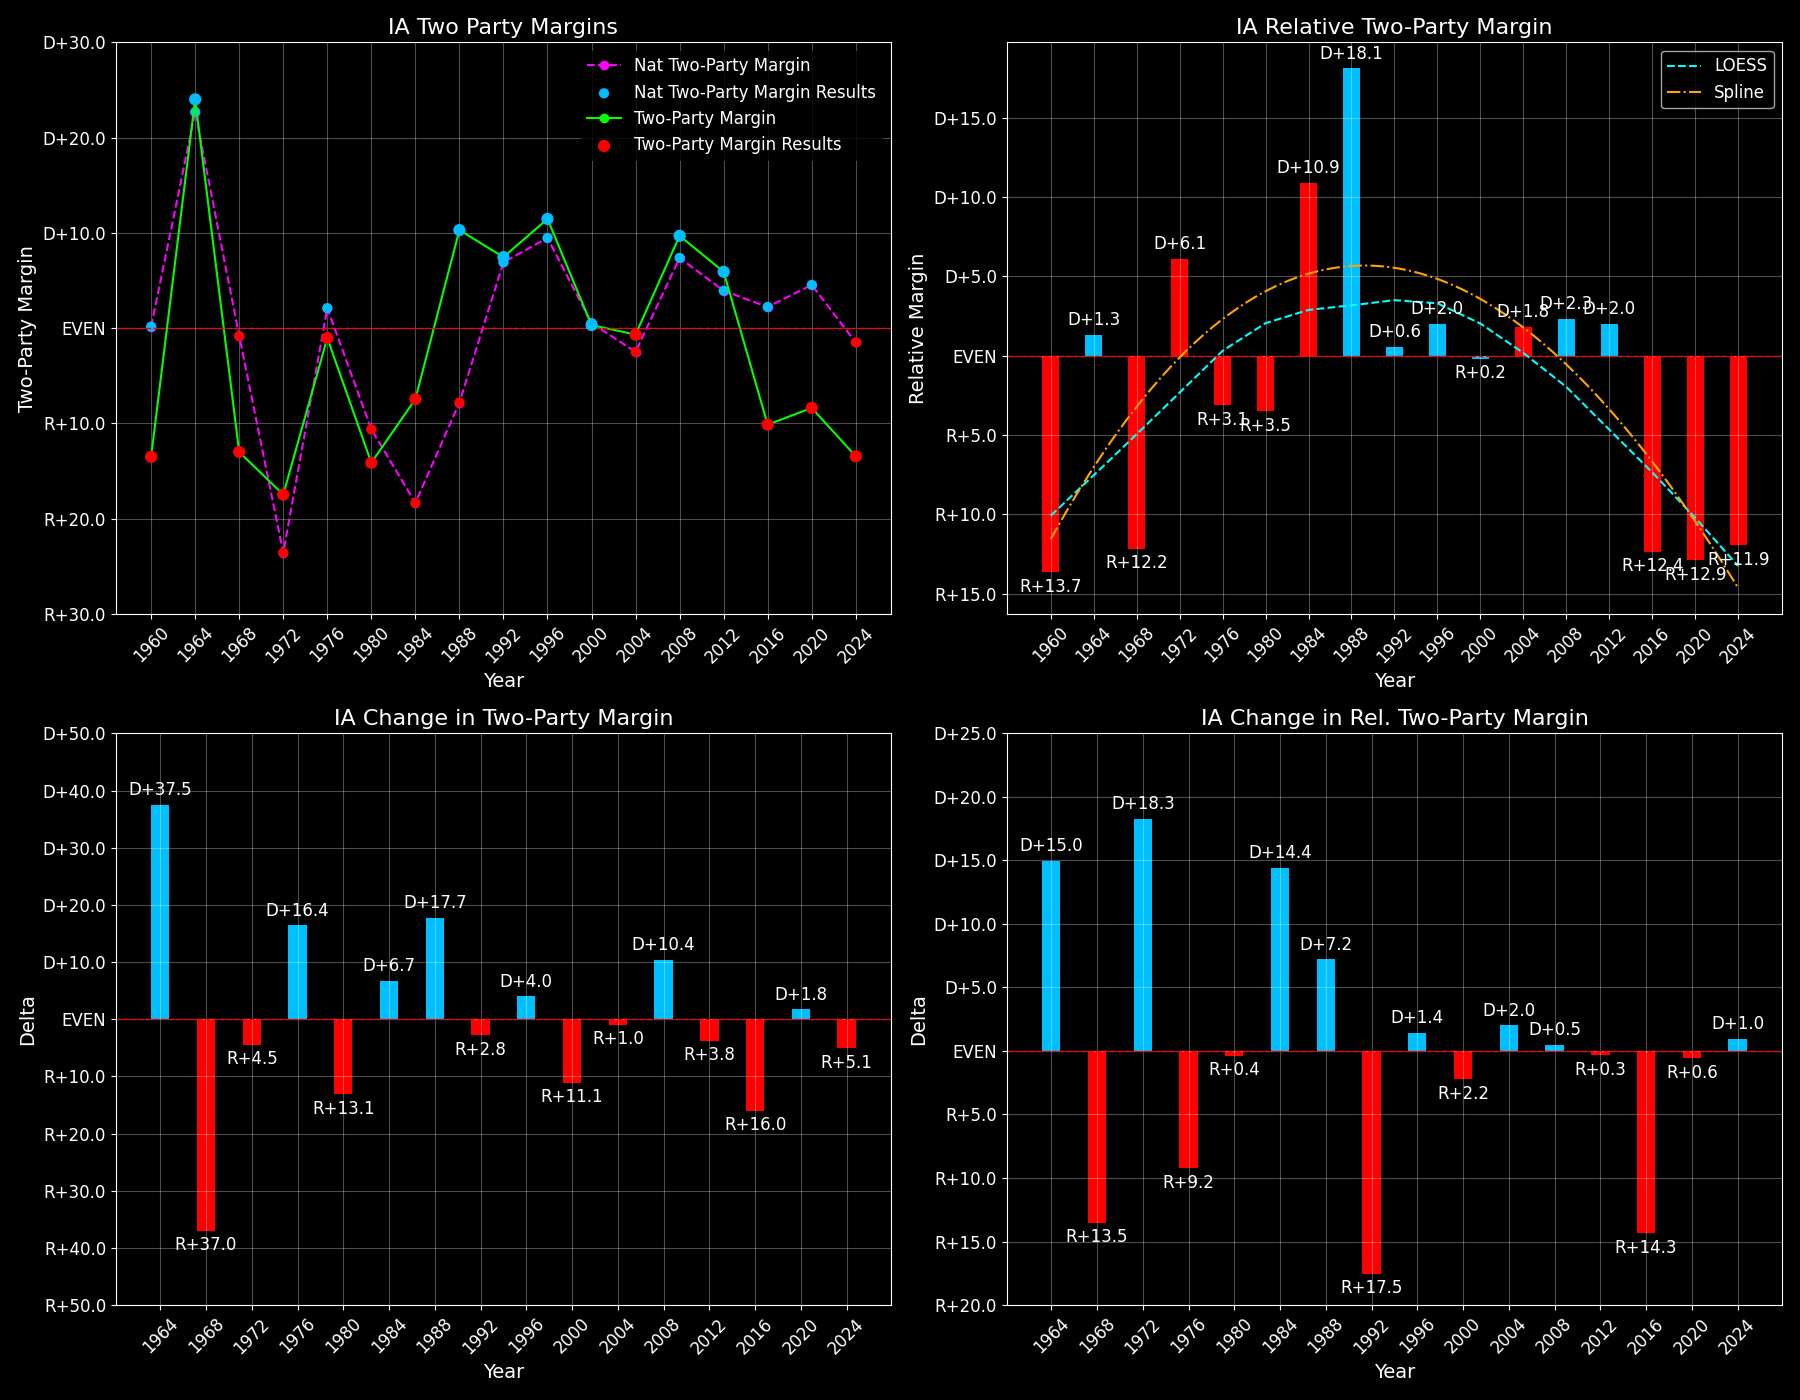 IA Two Party Margins
D+30.0
D+20.0
D+10.0
EVEN
R+10.0
R+20.0
R+30.0
Two-Party Margin
Nat Two-Party Margin
Nat Two-Party Margin Results
Two-Party Margin
Two-Party Margin Results
1960 1964 1968 1972 1976 1980 1984 1988 1992 1996 2000 2004 2008 2012 2016 2020 2024
Year
IA Relative Two-Party Margin
D+15.0
D+10.0
D+5.0
EVEN
R+5.0
R+10.0
R+15.0
Relative Margin
LOESS
Spline
R+13.7
D+1.3
R+12.2
D+6.1
R+3.1
R+3.5
D+10.9
D+18.1
D+0.6
D+2.0
R+0.2
D+1.8
D+2.3
D+2.0
R+12.4
R+12.9
R+11.9
1960 1964 1968 1972 1976 1980 1984 1988 1992 1996 2000 2004 2008 2012 2016 2020 2024
Year
IA Change in Two-Party Margin
D+50.0
D+40.0
D+30.0
D+20.0
D+10.0
EVEN
R+10.0
R+20.0
R+30.0
R+40.0
R+50.0
Delta
D+37.5
R+37.0
R+4.5
D+16.4
R+13.1
D+6.7
D+17.7
R+2.8
D+4.0
R+11.1
R+1.0
D+10.4
R+3.8
R+16.0
D+1.8
R+5.1
1964 1968 1972 1976 1980 1984 1988 1992 1996 2000 2004 2008 2012 2016 2020 2024
Year
IA Change in Rel. Two-Party Margin
D+25.0
D+20.0
D+15.0
D+10.0
D+5.0
EVEN
R+5.0
R+10.0
R+15.0
R+20.0
Delta
D+15.0
R+13.5
D+18.3
R+9.2
R+0.4
D+14.4
D+7.2
R+17.5
D+1.4
R+2.2
D+2.0
D+0.5
R+0.3
R+14.3
R+0.6
D+1.0
1964 1968 1972 1976 1980 1984 1988 1992 1996 2000 2004 2008 2012 2016 2020 2024
Year